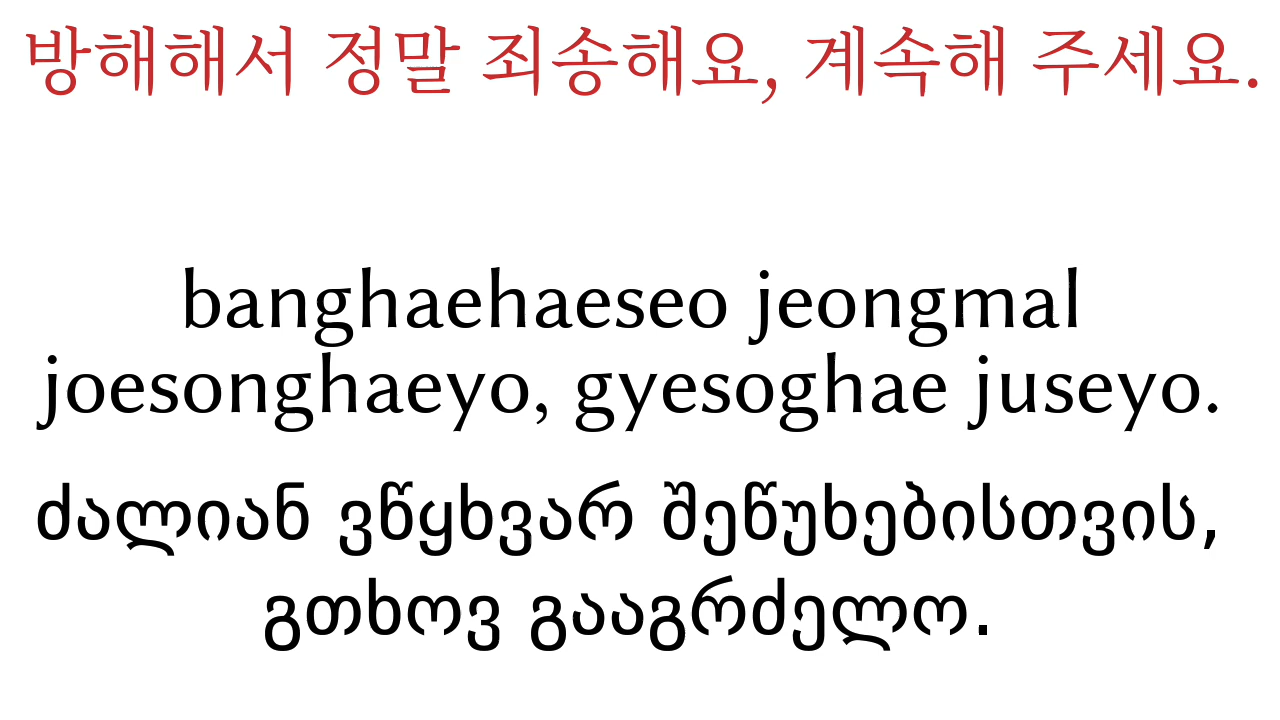 방해해서 정말 죄송해요, 계속해 주세요.
banghaehaeseo jeongmal
joesonghaeyo, gyesoghae juseyo.
ძალიან ვწყხვარ შეწუხებისთვის,
გთხოვ გააგრძელო.